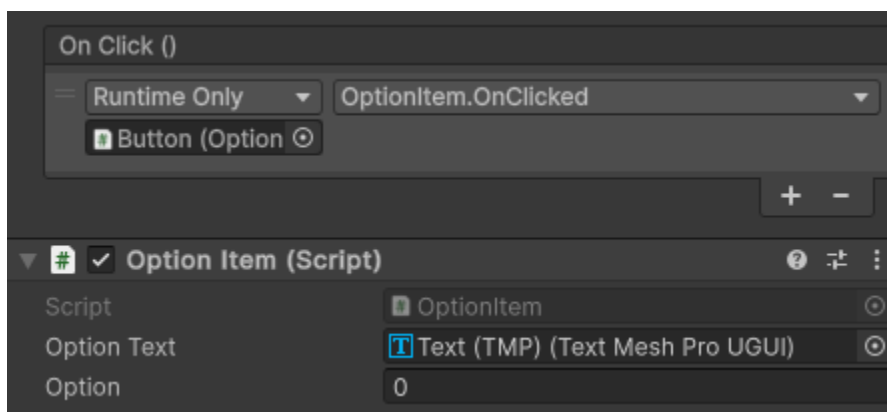 On Click ()
Runtime Only OptionItem.OnClicked
Button (Option
Option Item (Script)
Script OptionItem
Option Text Text (TMP) (Text Mesh Pro UGUI)
Option 0